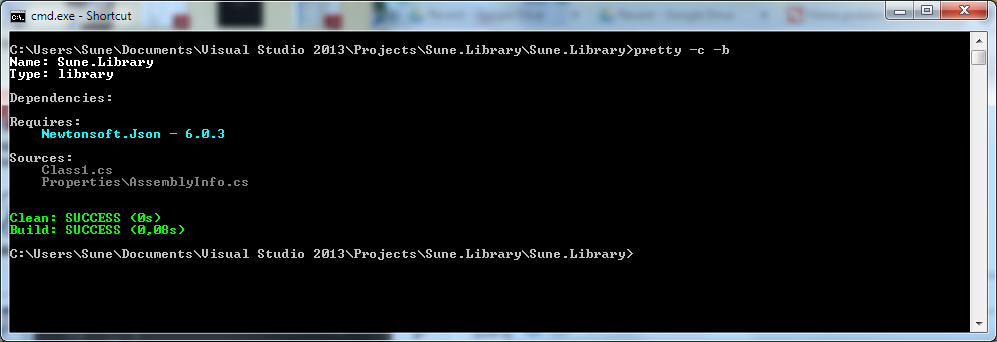 cmd.exe - Shortcut
C:\Users\Sune\Documents\Visual Studio 2013\Projects\Sune.Library\Sune.Library>pretty -c -b
Name: Sune.Library
Type: library
Dependencies:
Requires:
Newtonsoft.Json - 6.0.3
Sources:
Class1.cs
Properties\AssemblyInfo.cs
Clean: SUCCESS (0s)
Build: SUCCESS (0,08s)
C:\Users\Sune\Documents\Visual Studio 2013\Projects\Sune.Library\Sune.Library>